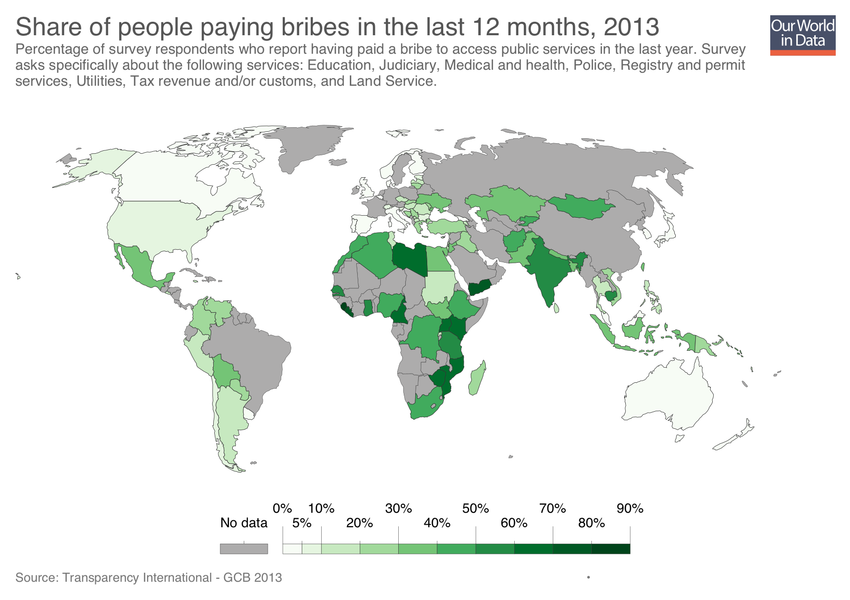 Share of people paying bribes in the last 12 months, 2013
Our World
in Data
Percentage of survey respondents who report having paid a bribe to access public services in the last year. Survey
asks specifically about the following services: Education, Judiciary, Medical and health, Police, Registry and permit
services, Utilities, Tax revenue and/or customs, and Land Service.
0% 10% 30% 50% 70% 90%
No data 5% 20% 40% 60% 80%
Source: Transparency International - GCB 2013